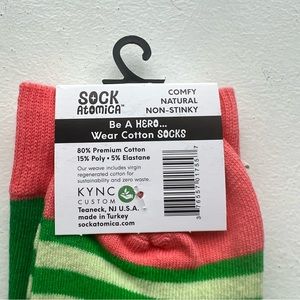 SOCK
AtOMICA™
COMFY
NATURAL
NON-STINKY
Be A HERO...
Wear Cotton SOCKS
80% Premium Cotton
15% Poly • 5% Elastane
Our weave includes virgin
regenerated cotton for
sustainability and zero waste.
KYNC
CUSTOM
Teaneck, NJ U.S.A.
made in Turkey
sockatomica.com